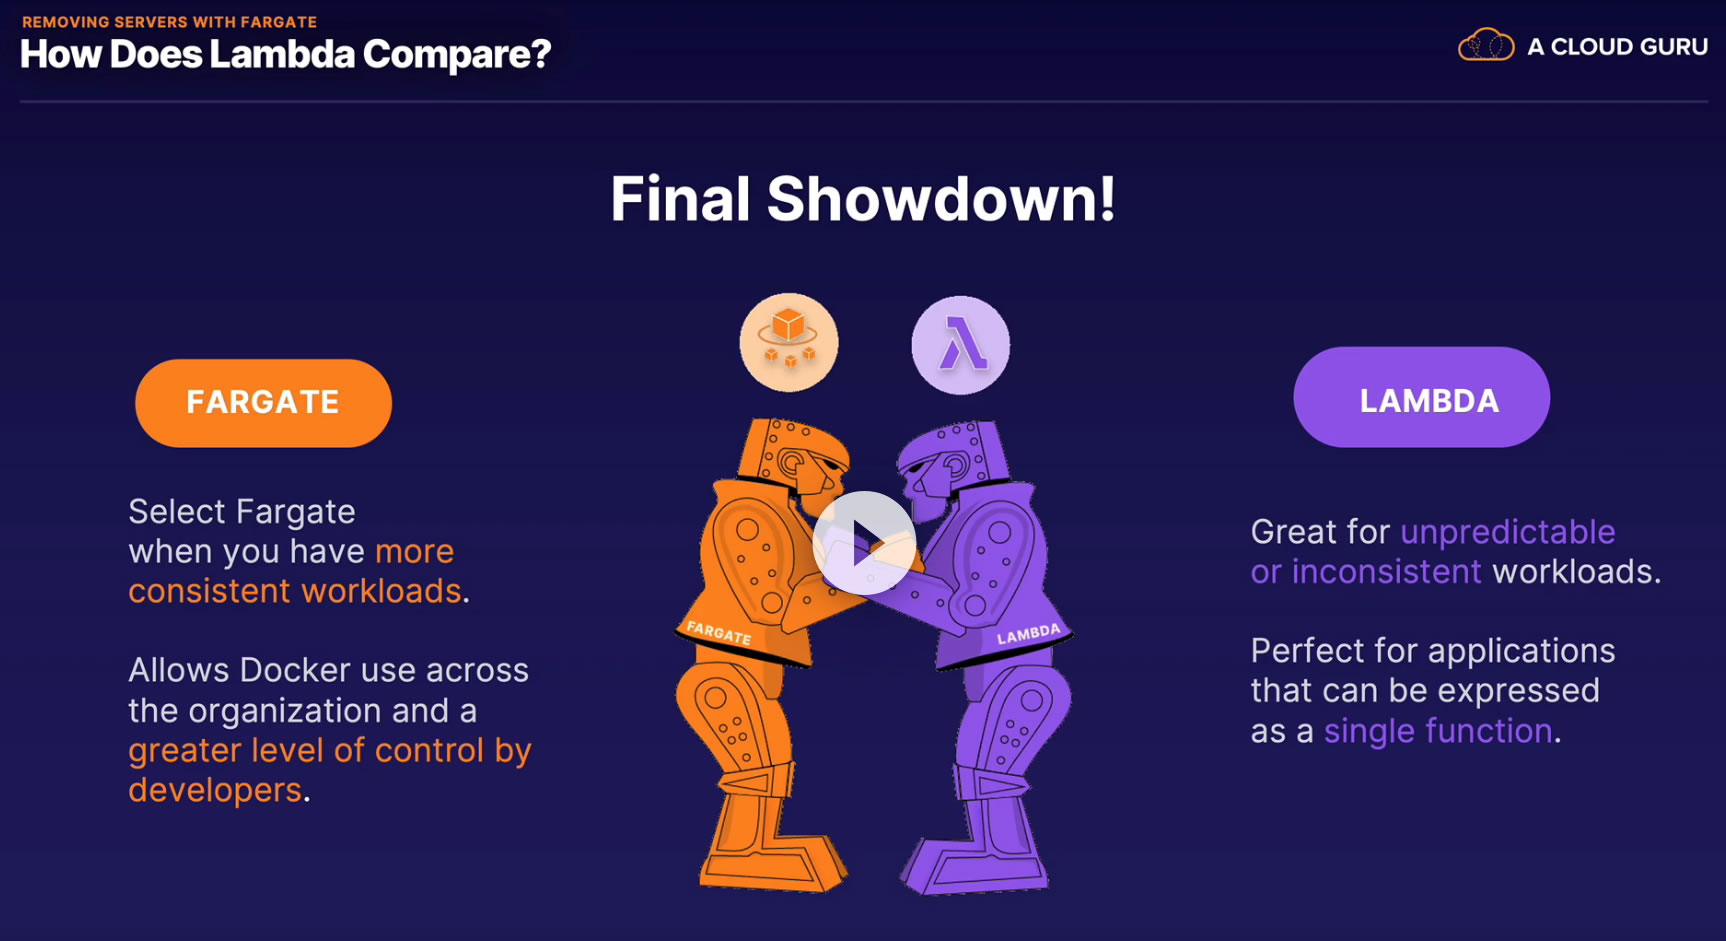 REMOVING SERVERS WITH FARGATE
How Does Lambda Compare?
A CLOUD GURU
Final Showdown!
FARGATE
Select Fargate
when you have more
consistent workloads.
Allows Docker use across
the organization and a
greater level of control by
developers.
FARGATE
LAMBDA
LAMBDA
Great for unpredictable
or inconsistent workloads.
Perfect for applications
that can be expressed
as a single function.